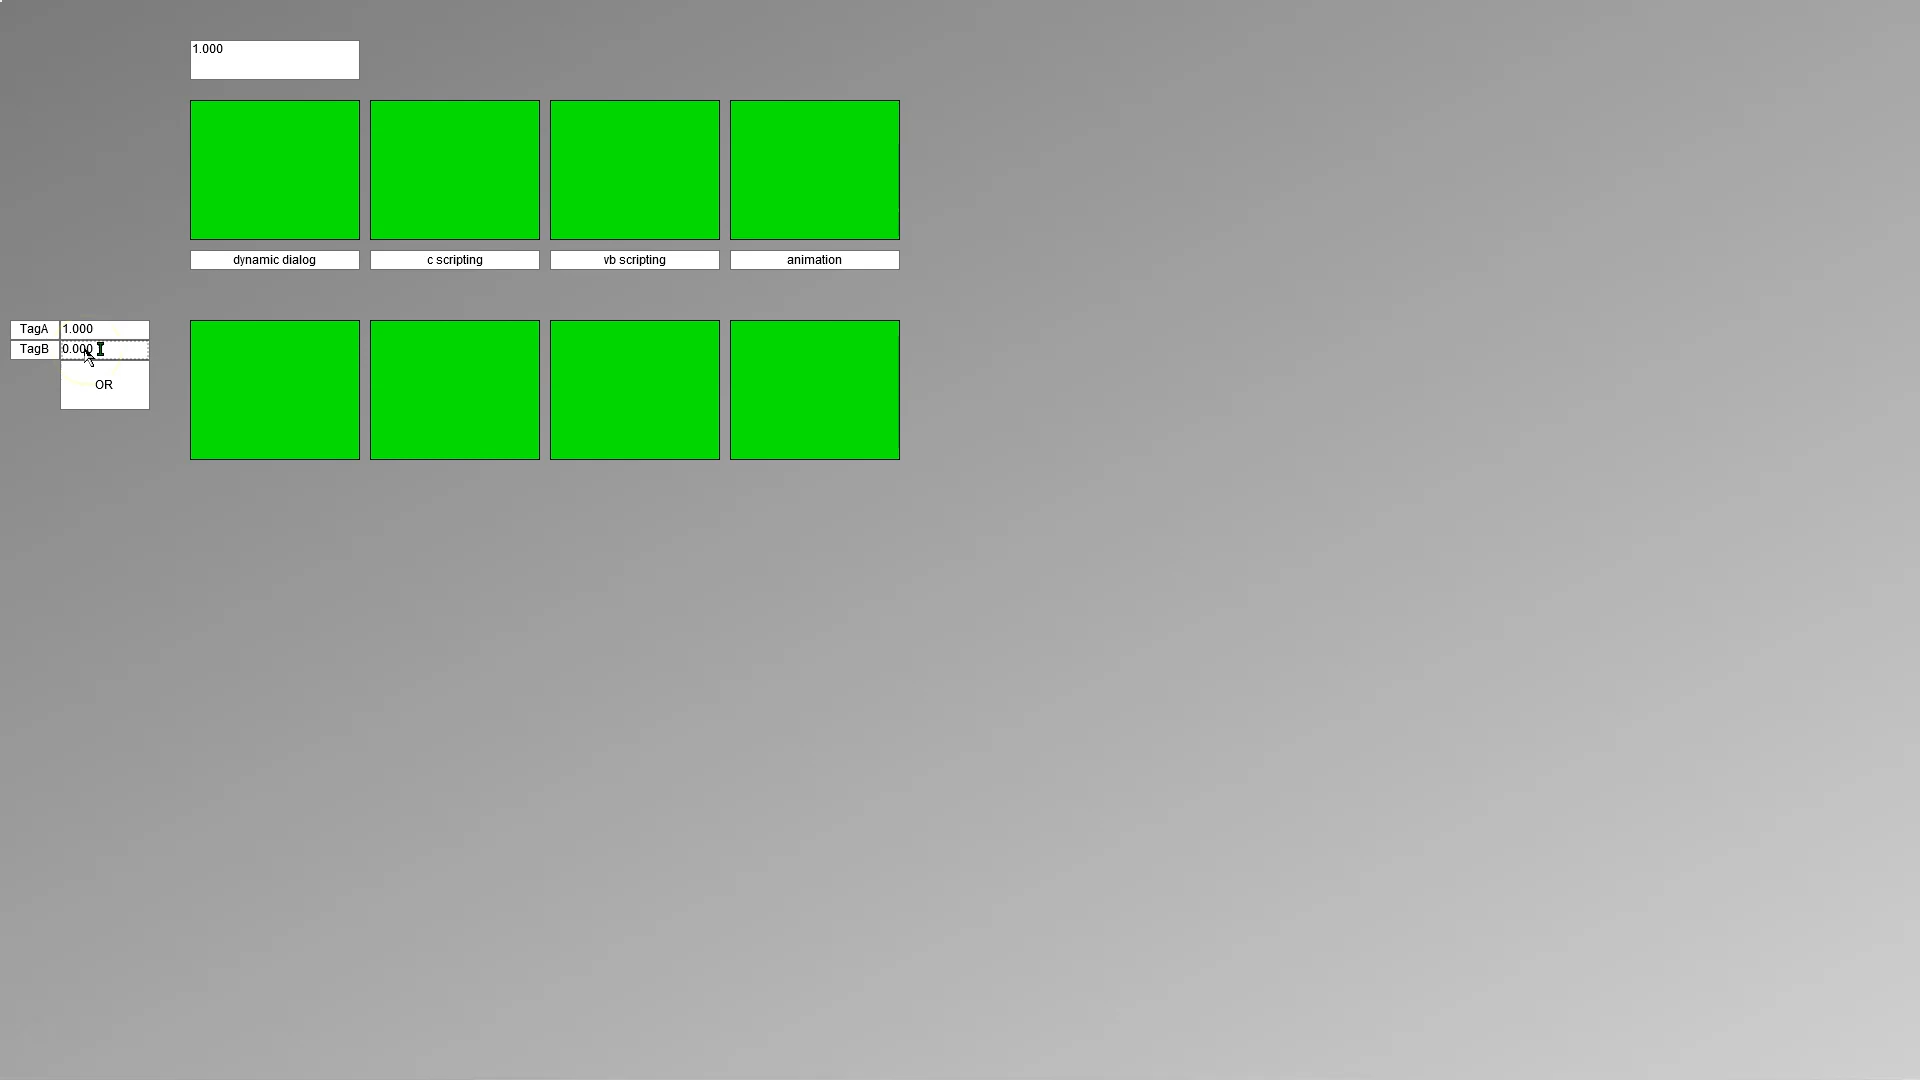 1.000
dynamic dialog
c scripting
vb scripting
animation
TagA 1.000
TagB 0.000
OR